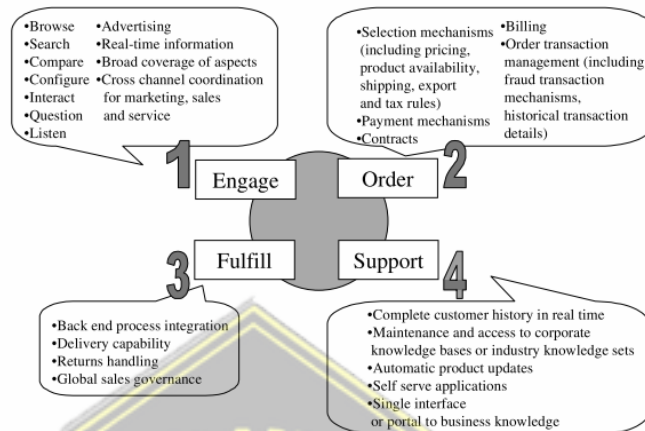 •Browse
•Search
•Compare
•Configure
•Interact
•Question
•Listen
•Advertising
•Real-time information
•Broad coverage of aspects
•Cross channel coordination
for marketing, sales
and service
•Selection mechanisms
(including pricing,
product availability,
shipping, export
and tax rules)
•Payment mechanisms
•Contracts
•Billing
•Order transaction
management (including
fraud transaction
mechanisms,
historical transaction
details)
1
Engage
Order
2
3
Fulfill
Support
4
•Back end process integration
•Delivery capability
•Returns handling
•Global sales governance
•Complete customer history in real time
•Maintenance and access to corporate
knowledge bases or industry knowledge sets
•Automatic product updates
•Self serve applications
•Single interface
or portal to business knowledge